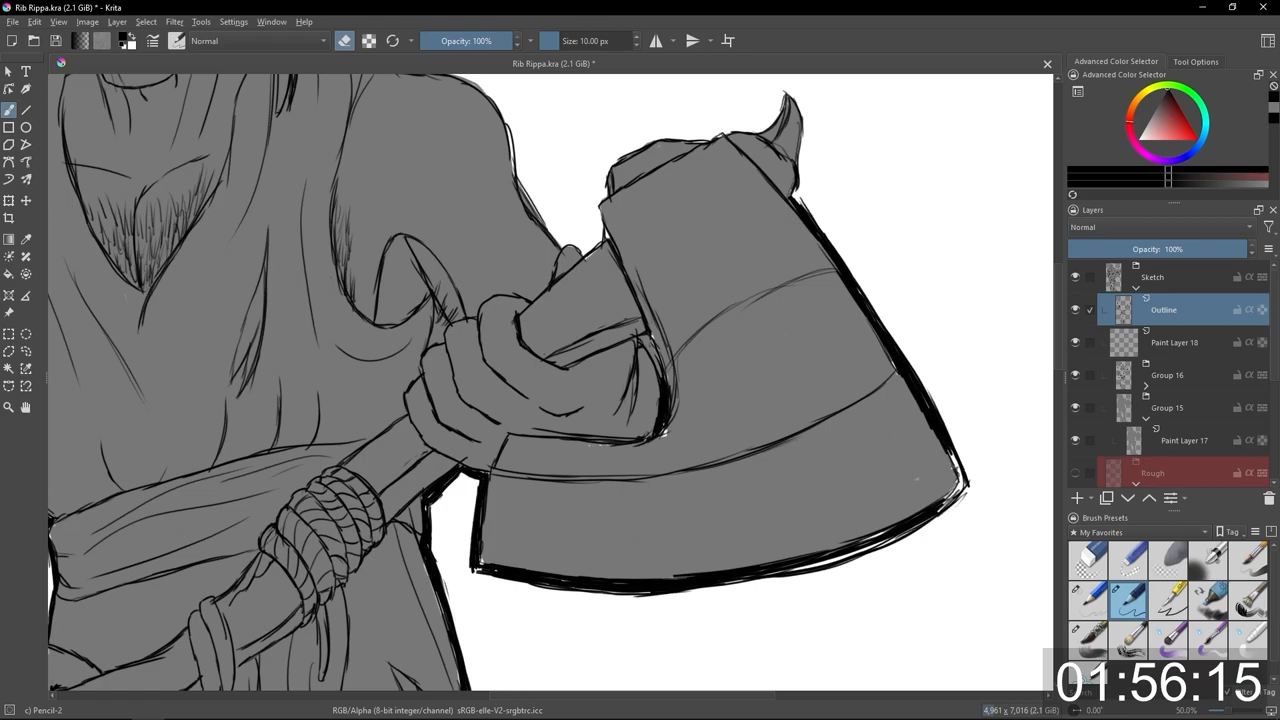 Rib Rippa.kra (2.1 GiB) * - Krita
File Edit View Image Layer Select Filter Tools Settings Window Help
Normal
Opacity: 100%
Size: 10.00 px
Rib Rippa.kra (2.1 GiB) *
Advanced Color Selector
Tool Options
Advanced Color Selector
Layers
Normal
Opacity: 100%
Sketch
Outline
Paint Layer 18
Group 16
Group 15
Paint Layer 17
Rough
Brush Presets
My Favorites
Tag
01:56:15
c) Pencil-2
RGB/Alpha (8-bit integer/channel) sRGB-elle-V2-srgbtrc.icc
4,961 x 7,016 (2.1 GiB)
0.00°
50.0%